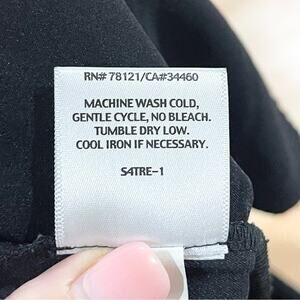 RN# 78121/CA#34460
MACHINE WASH COLD,
GENTLE CYCLE, NO BLEACH.
TUMBLE DRY LOW.
COOL IRON IF NECESSARY.
S4TRE-1